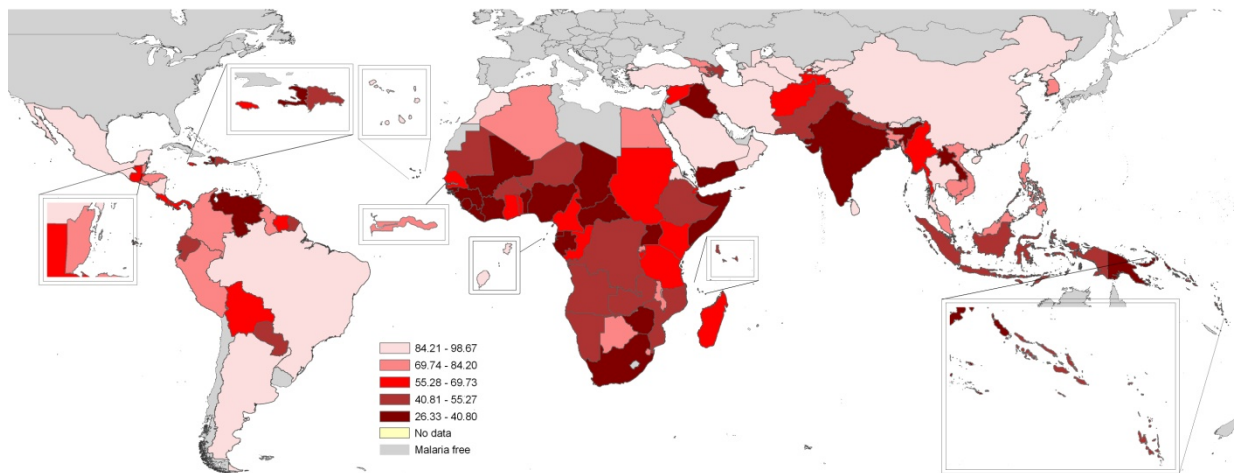 84.21 - 98.67
69.74 - 84.20
55.28 - 69.73
40.81 - 55.27
26.33 - 40.80
No data
Malaria free